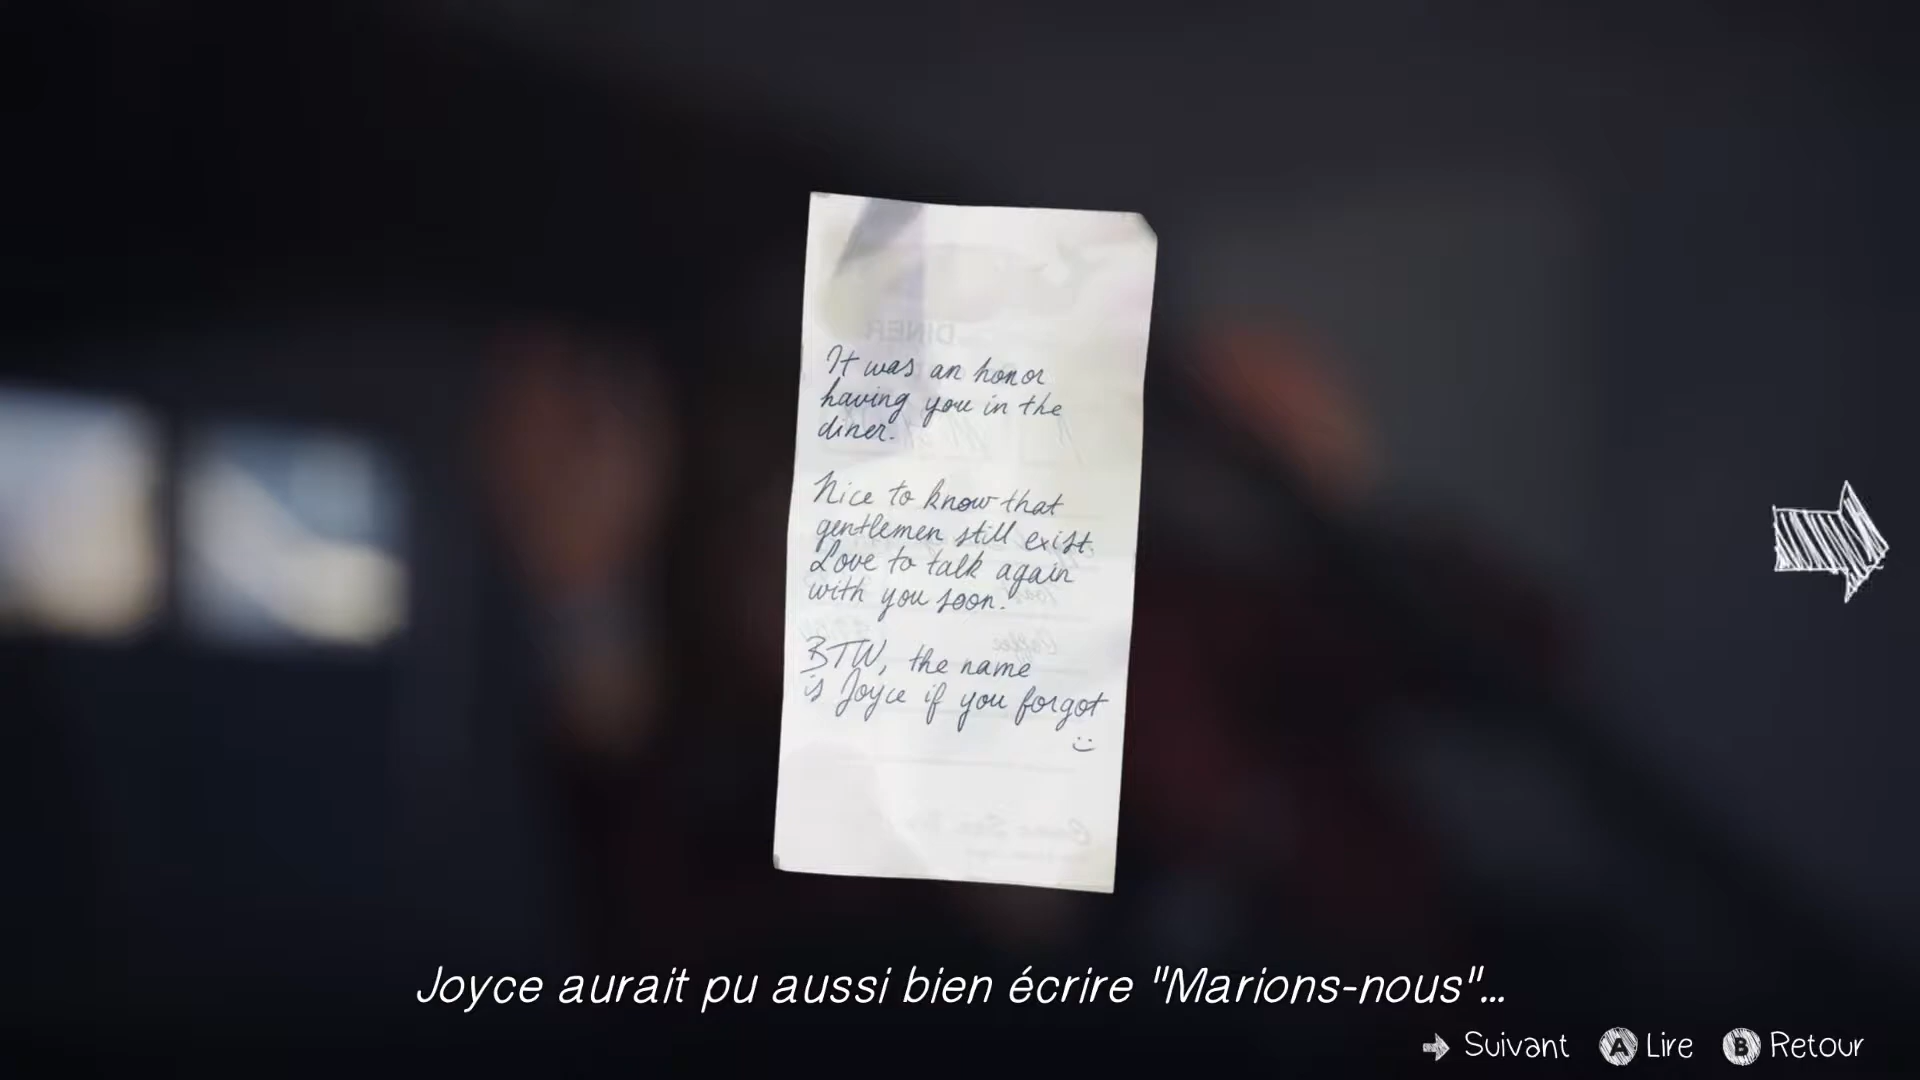 DINER
It was an honor
having you in the
diner.
Nice to know that
gentlemen still exist.
Love to talk again
with you soon.
BTW, the name
is Joyce if you forgot
:)
Coffee
Joyce aurait pu aussi bien écrire "Marions-nous"...
Suivant A Lire B Retour